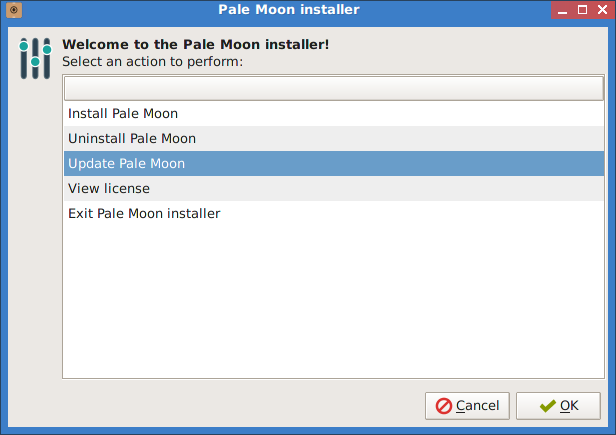 Pale Moon installer
Welcome to the Pale Moon installer!
Select an action to perform:
Install Pale Moon
Uninstall Pale Moon
Update Pale Moon
View license
Exit Pale Moon installer
Cancel
OK